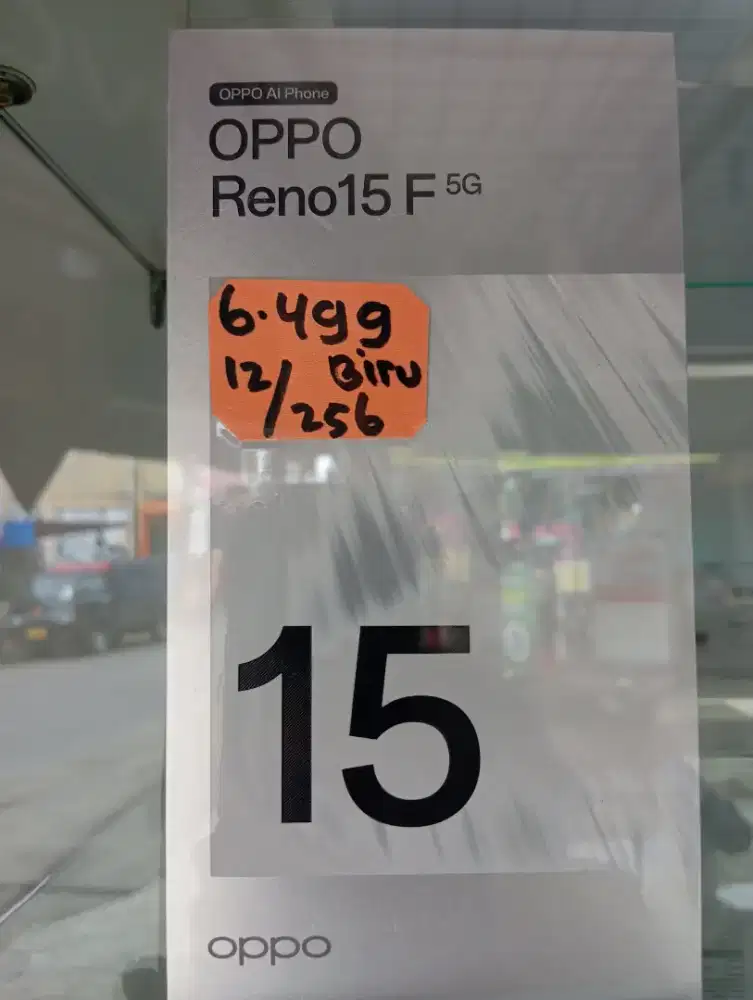 OPPO AI Phone
OPPO
Reno15 F 5G
6.499
12/ Biru
256
15
oppo